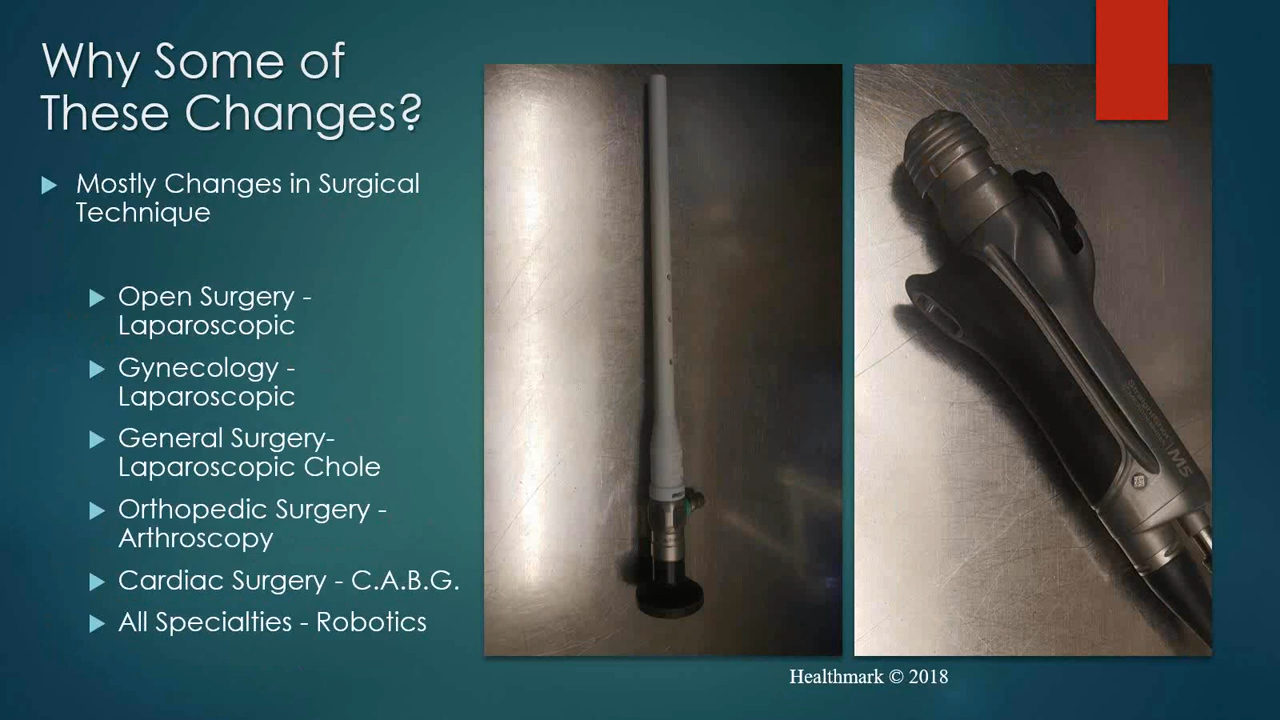 Why Some of
These Changes?
Mostly Changes in Surgical
Technique
Open Surgery -
Laparoscopic
Gynecology -
Laparoscopic
General Surgery-
Laparoscopic Chole
Orthopedic Surgery -
Arthroscopy
Cardiac Surgery - C.A.B.G.
All Specialties - Robotics
M5
Healthmark © 2018